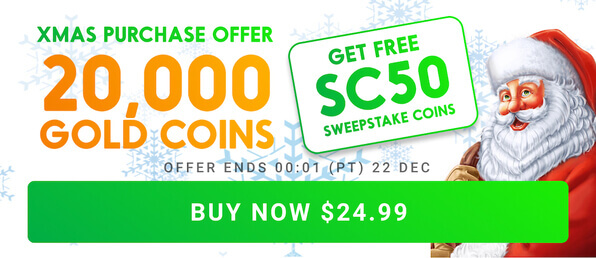 XMAS PURCHASE OFFER
20,000
GOLD COINS
GET FREE
SC50
SWEEPSTAKE COINS
OFFER ENDS 00:01 (PT) 22 DEC
BUY NOW $24.99